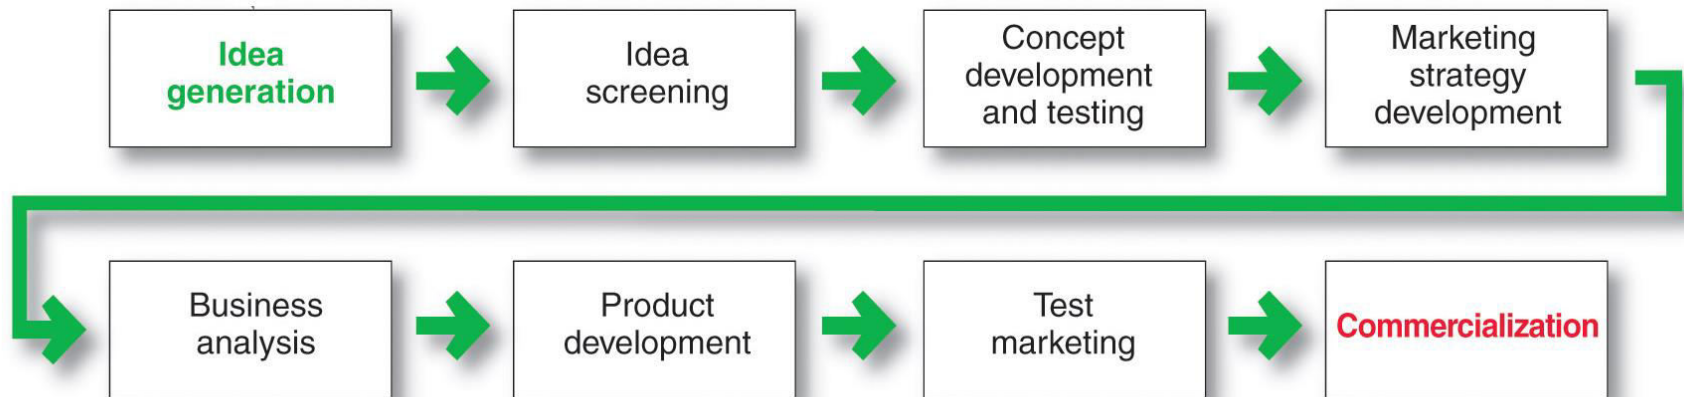 Idea
generation
Idea
screening
Concept
development
and testing
Marketing
strategy
development
Business
analysis
Product
development
Test
marketing
Commercialization